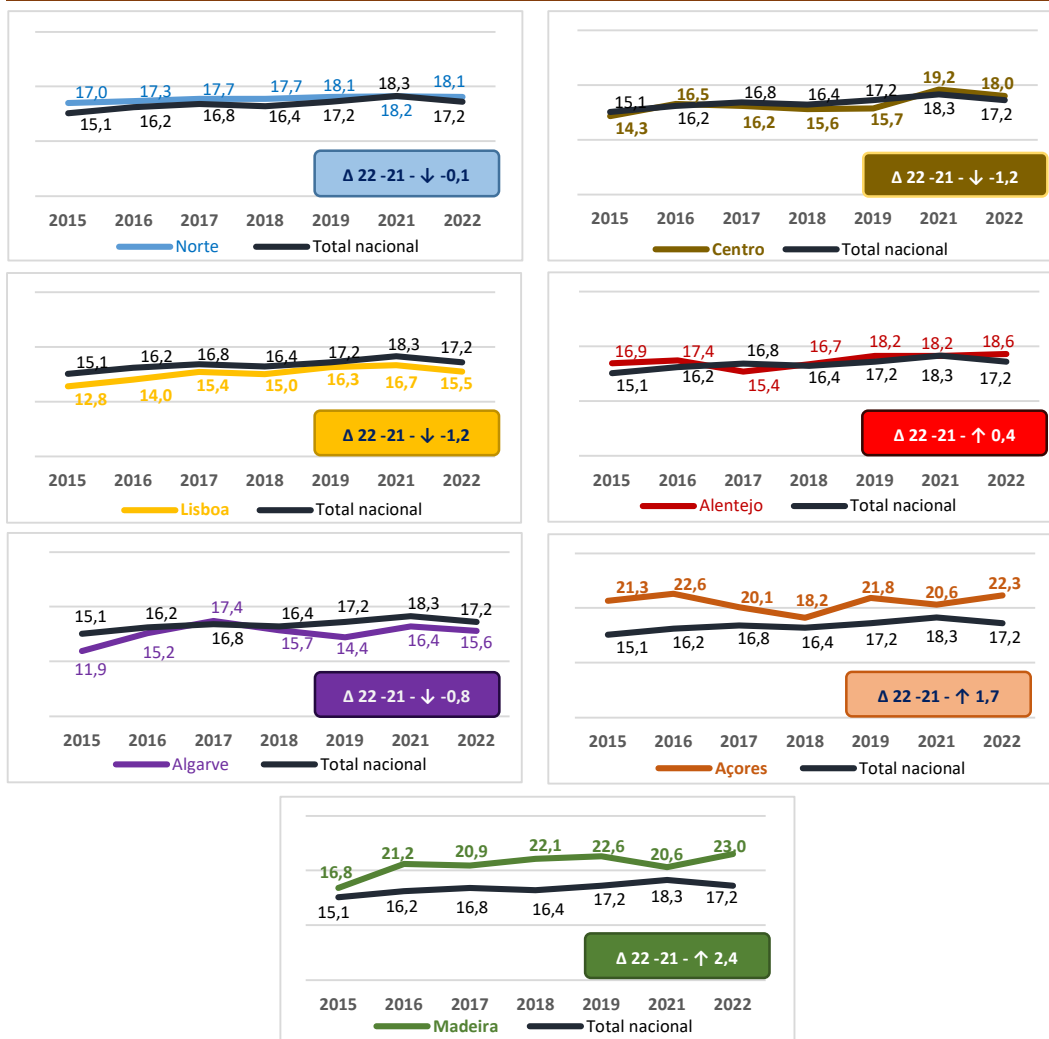 17,0 17,3 17,7 17,7 18,1 18,3 18,1
15,1 16,2 16,8 16,4 17,2 18,2 17,2
Δ 22 -21 - ↓ -0,1
2015 2016 2017 2018 2019 2021 2022
Norte Total nacional
15,1 16,5 16,8 16,4 17,2 19,2 18,0
14,3 16,2 16,2 15,6 15,7 18,3 17,2
Δ 22 -21 - ↓ -1,2
2015 2016 2017 2018 2019 2021 2022
Centro Total nacional
15,1 16,2 16,8 16,4 17,2 18,3 17,2
12,8 14,0 15,4 15,0 16,3 16,7 15,5
Δ 22 -21 - ↓ -1,2
2015 2016 2017 2018 2019 2021 2022
Lisboa Total nacional
16,9 17,4 16,8 16,7 18,2 18,2 18,6
15,1 16,2 15,4 16,4 17,2 18,3 17,2
Δ 22 -21 - ↑ 0,4
2015 2016 2017 2018 2019 2021 2022
Alentejo Total nacional
15,1 16,2 17,4 16,4 17,2 18,3 17,2
11,9 15,2 16,8 15,7 14,4 16,4 15,6
Δ 22 -21 - ↓ -0,8
2015 2016 2017 2018 2019 2021 2022
Algarve Total nacional
21,3 22,6 20,1 18,2 21,8 20,6 22,3
15,1 16,2 16,8 16,4 17,2 18,3 17,2
Δ 22 -21 - ↑ 1,7
2015 2016 2017 2018 2019 2021 2022
Açores Total nacional
16,8 21,2 20,9 22,1 22,6 20,6 23,0
15,1 16,2 16,8 16,4 17,2 18,3 17,2
Δ 22 -21 - ↑ 2,4
2015 2016 2017 2018 2019 2021 2022
Madeira Total nacional